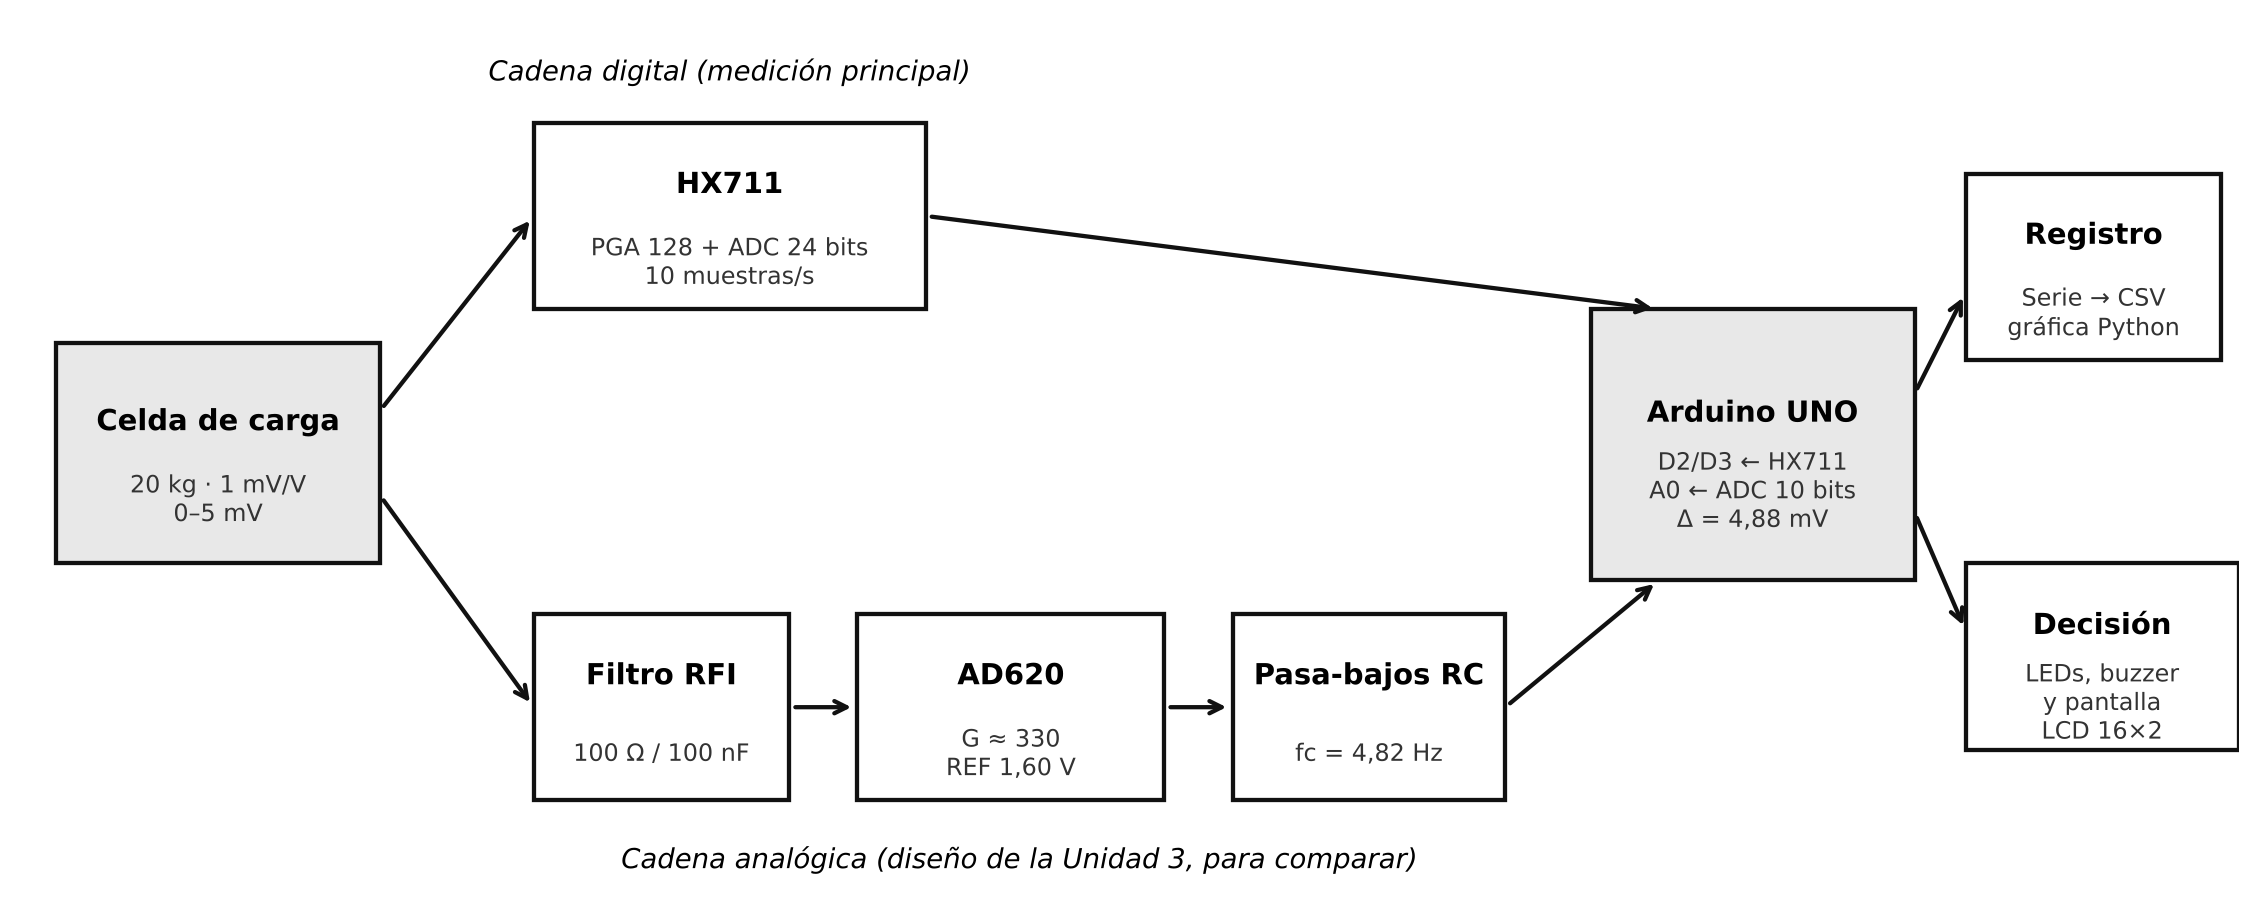 Cadena digital (medición principal)
HX711
PGA 128 + ADC 24 bits
10 muestras/s
Celda de carga
20 kg · 1 mV/V
0–5 mV
Filtro RFI
100 Ω / 100 nF
AD620
G ≈ 330
REF 1,60 V
Pasa-bajos RC
fc = 4,82 Hz
Arduino UNO
D2/D3 ← HX711
A0 ← ADC 10 bits
Δ = 4,88 mV
Registro
Serie → CSV
gráfica Python
Decisión
LEDs, buzzer
y pantalla
LCD 16×2
Cadena analógica (diseño de la Unidad 3, para comparar)